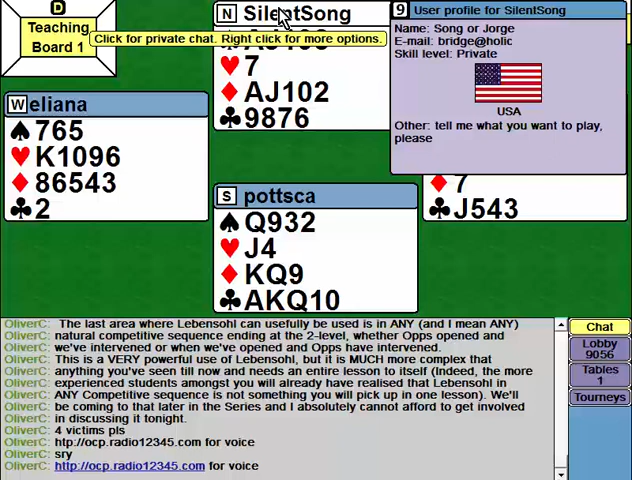 D
Teaching
Board 1
N SilentSong
Click for private chat. Right click for more options.
♥ 7
♦ AJ102
♣ 9876
9 User profile for SilentSong
Name: Song or Jorge
E-mail: bridge@holic
Skill level: Private
USA
Other: tell me what you want to play,
please
W eliana
♠ 765
♥ K1096
♦ 86543
♣ 2
♦ 7
♣ J543
S pottsca
♠ Q932
♥ J4
♦ KQ9
♣ AKQ10
OliverC: The last area where Lebensohl can usefully be used is in ANY (and I mean ANY)
OliverC: natural competitive sequence ending at the 2-level, whether Opps opened and
OliverC: we've intervened or when we've opened and Opps have intervened.
OliverC: This is a VERY powerful use of Lebensohl, but it is MUCH more complex that
OliverC: anything you've seen till now and needs an entire lesson to itself (Indeed, the more
OliverC: experienced students amongst you will already have realised that Lebensohl in
OliverC: ANY Competitive sequence is not something you will pick up in one lesson). We'll
OliverC: be coming to that later in the Series and I absolutely cannot afford to get involved
OliverC: in discussing it tonight.
OliverC: 4 victims pls
OliverC: htp://ocp.radio12345.com for voice
OliverC: sry
OliverC: http://ocp.radio12345.com for voice
Chat
Lobby
9056
Tables
1
Tourneys